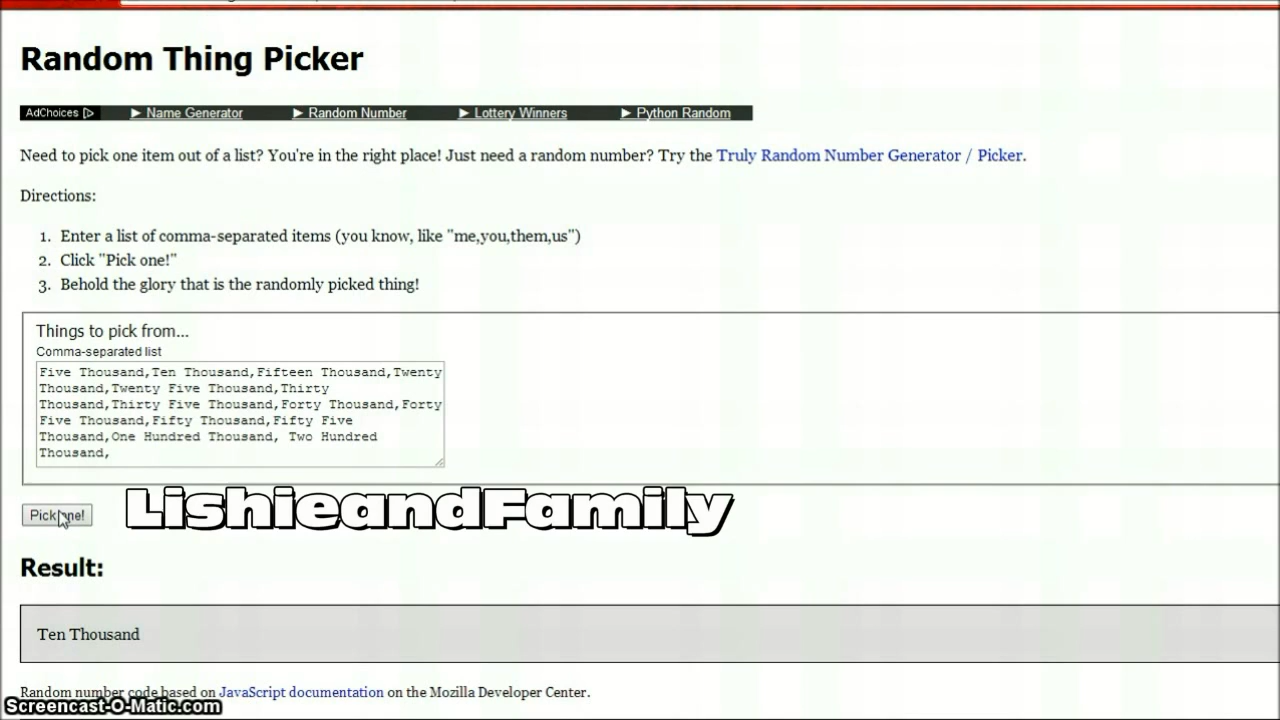 Random Thing Picker
AdChoices ▶ Name Generator ▶ Random Number ▶ Lottery Winners ▶ Python Random
Need to pick one item out of a list? You're in the right place! Just need a random number? Try the Truly Random Number Generator / Picker.
Directions:
1. Enter a list of comma-separated items (you know, like "me,you,them,us")
2. Click "Pick one!"
3. Behold the glory that is the randomly picked thing!
Things to pick from...
Comma-separated list
Five Thousand,Ten Thousand,Fifteen Thousand,Twenty
Thousand,Twenty Five Thousand,Thirty
Thousand,Thirty Five Thousand,Forty Thousand,Forty
Five Thousand,Fifty Thousand,Fifty Five
Thousand,One Hundred Thousand, Two Hundred
Thousand,
Pick one! LishieandFamily
Result:
Ten Thousand
Random number code based on JavaScript documentation on the Mozilla Developer Center.
Screencast-O-Matic.com